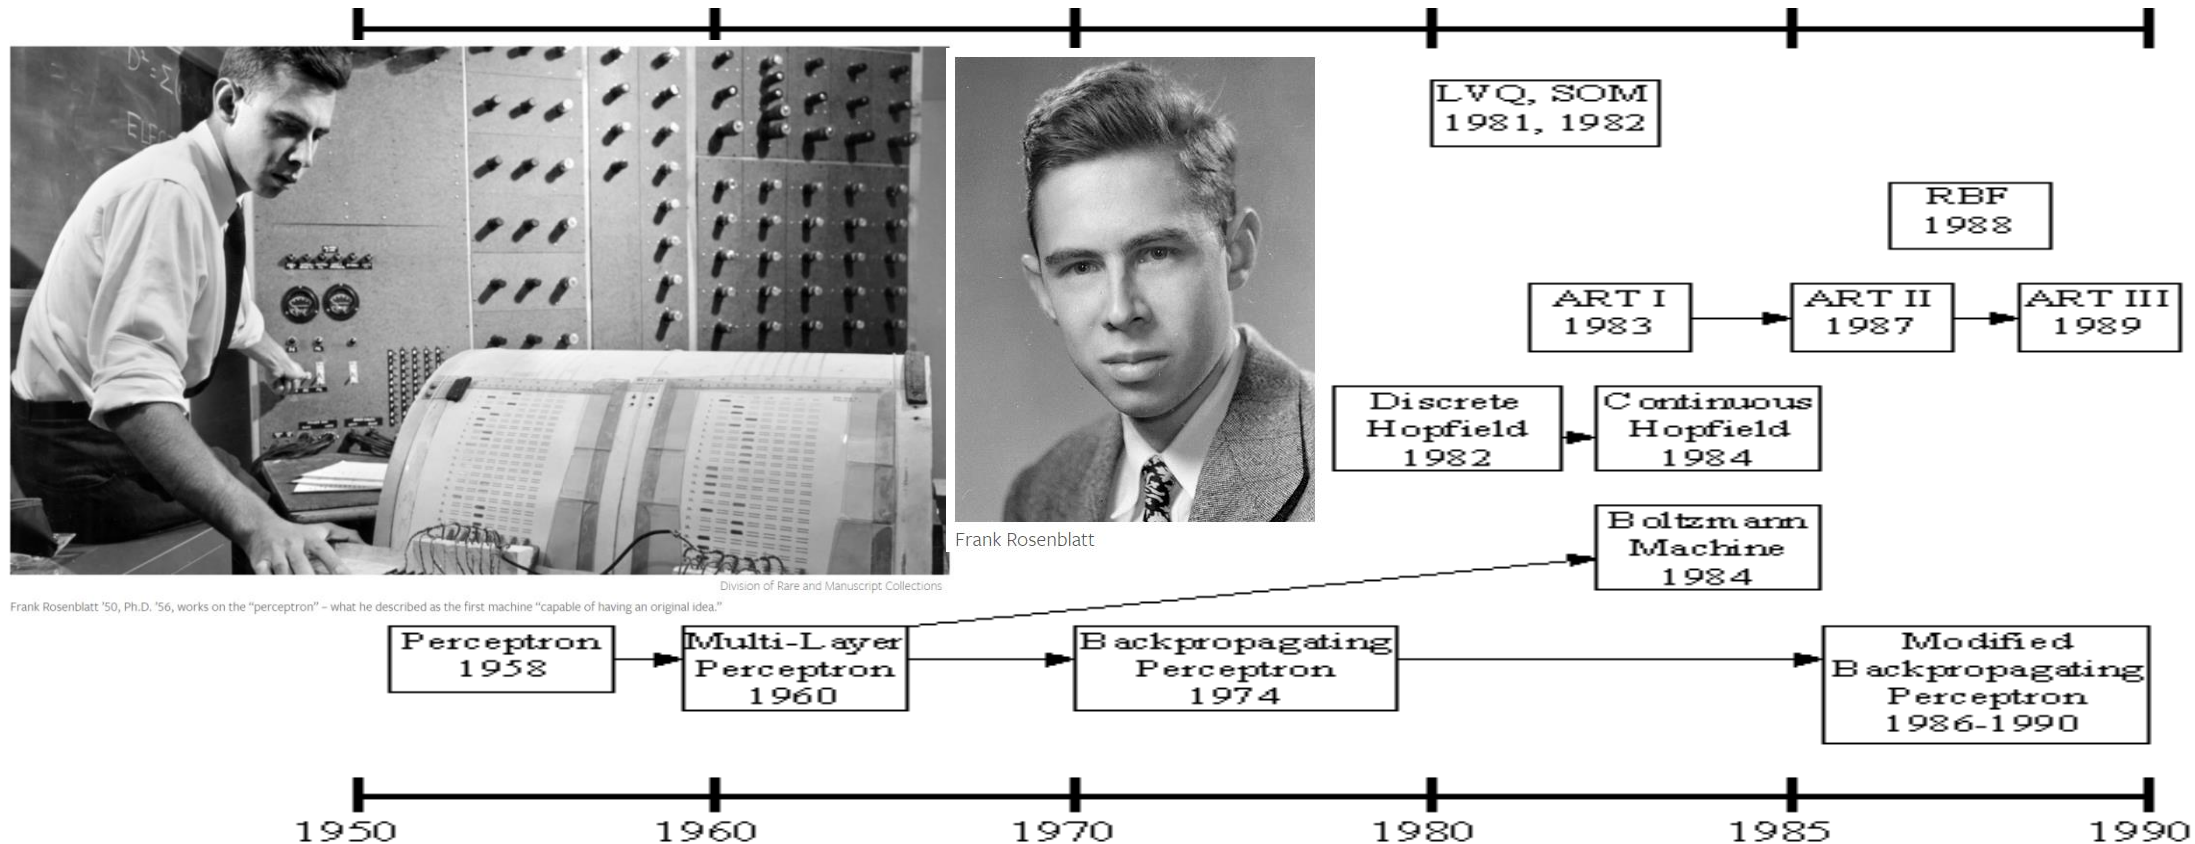 LVQ, SOM
1981, 1982
RBF
1988
ART I
1983
ART II
1987
ART III
1989
Discrete
Hopfield
1982
Continuous
Hopfield
1984
Frank Rosenblatt
Boltzmann
Machine
1984
Division of Rare and Manuscript Collections
Frank Rosenblatt '50, Ph.D. '56, works on the “perceptron” – what he described as the first machine “capable of having an original idea.”
Perceptron
1958
Multi-Layer
Perceptron
1960
Backpropagating
Perceptron
1974
Modified
Backpropagating
Perceptron
1986-1990
1950
1960
1970
1980
1985
1990